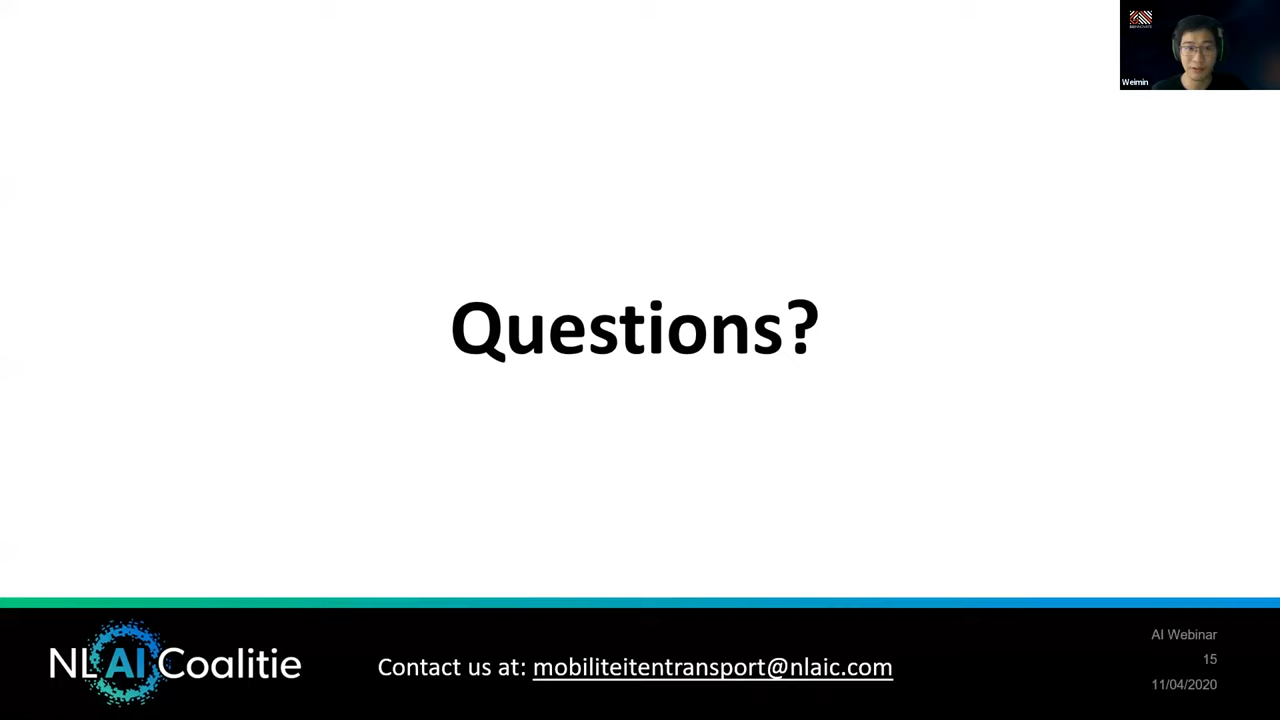 Weimin
Questions?
NL AI Coalitie
Contact us at: mobiliteitentransport@nlaic.com
AI Webinar
15
11/04/2020